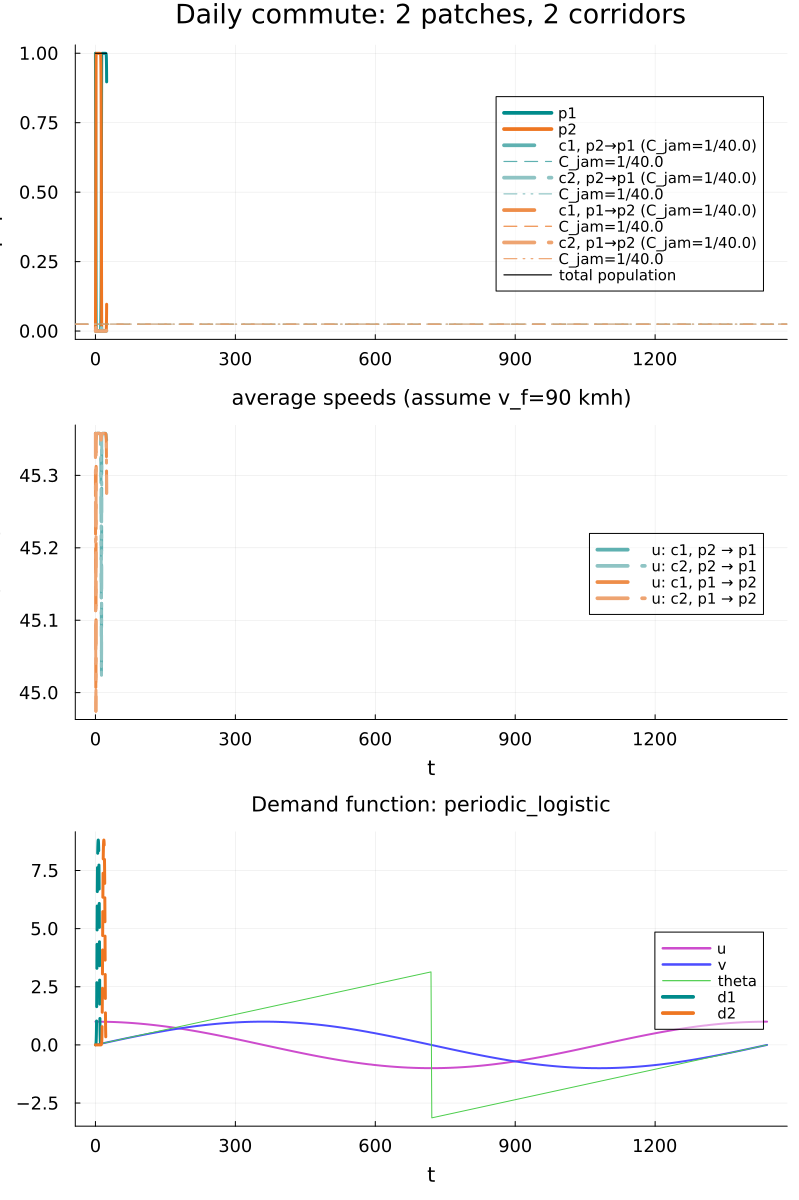 Daily commute: 2 patches, 2 corridors
1.00
0.75
0.50
0.25
0.00
p1
p2
c1, p2→p1 (C_jam=1/40.0)
C_jam=1/40.0
c2, p2→p1 (C_jam=1/40.0)
C_jam=1/40.0
c1, p1→p2 (C_jam=1/40.0)
C_jam=1/40.0
c2, p1→p2 (C_jam=1/40.0)
C_jam=1/40.0
total population
0 300 600 900 1200
average speeds (assume v_f=90 kmh)
45.3
45.2
45.1
45.0
u: c1, p2 → p1
u: c2, p2 → p1
u: c1, p1 → p2
u: c2, p1 → p2
0 300 600 900 1200
t
Demand function: periodic_logistic
7.5
5.0
2.5
0.0
−2.5
u
v
theta
d1
d2
0 300 600 900 1200
t